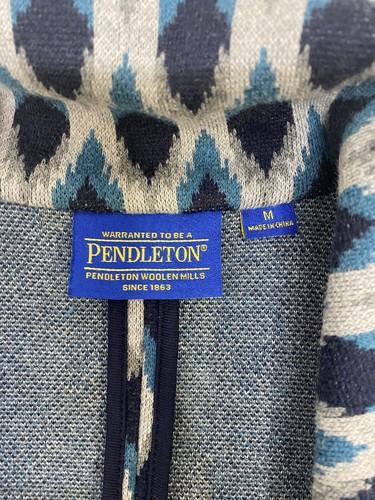 WARRANTED TO BE A
PENDLETON®
PENDLETON WOOLEN MILLS
SINCE 1863
M
MADE IN CHINA